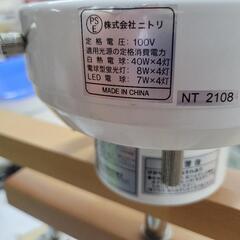 PS E 株式会社ニトリ
定格電圧:100V
適用光源の定格消費電力
白熱電球:40W×4灯
電球型蛍光灯:8W×4灯
LED電球:7W×4灯
MADE IN CHINA
NT 2108